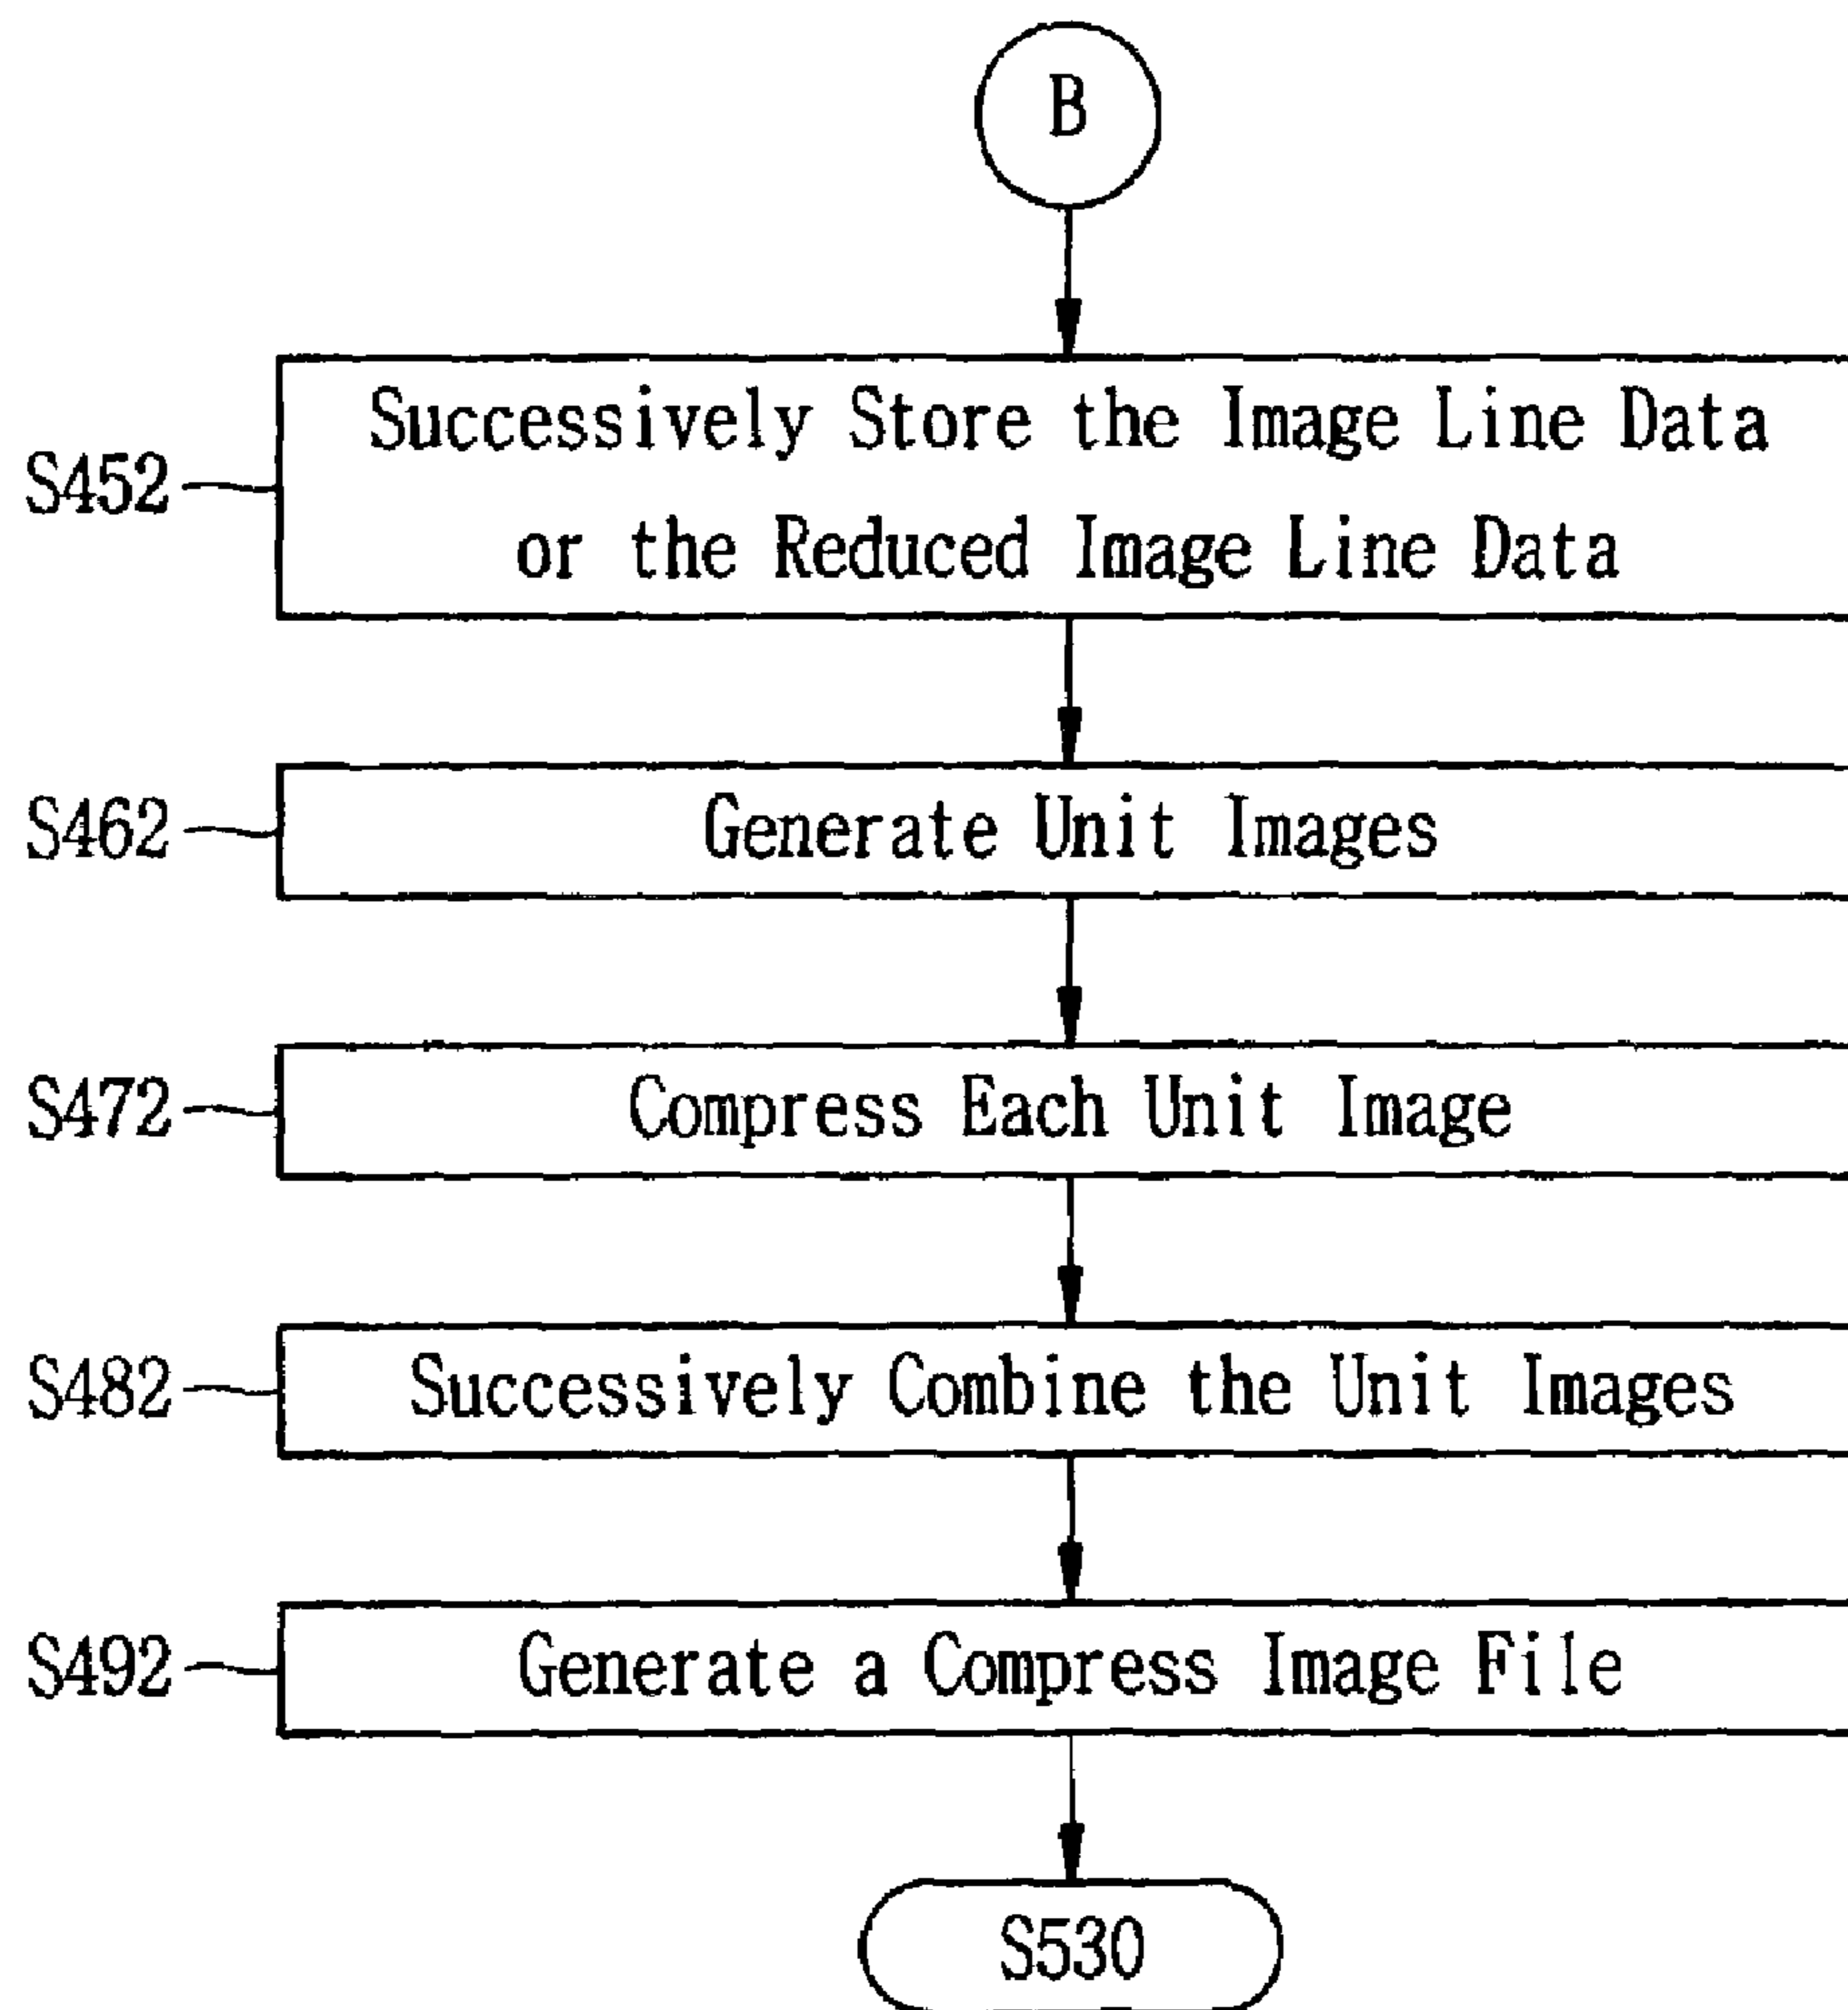 B
S452
Successively Store the Image Line Data
or the Reduced Image Line Data
S462
Generate Unit Images
S472
Compress Each Unit Image
S482
Successively Combine the Unit Images
S492
Generate a Compress Image File
S530